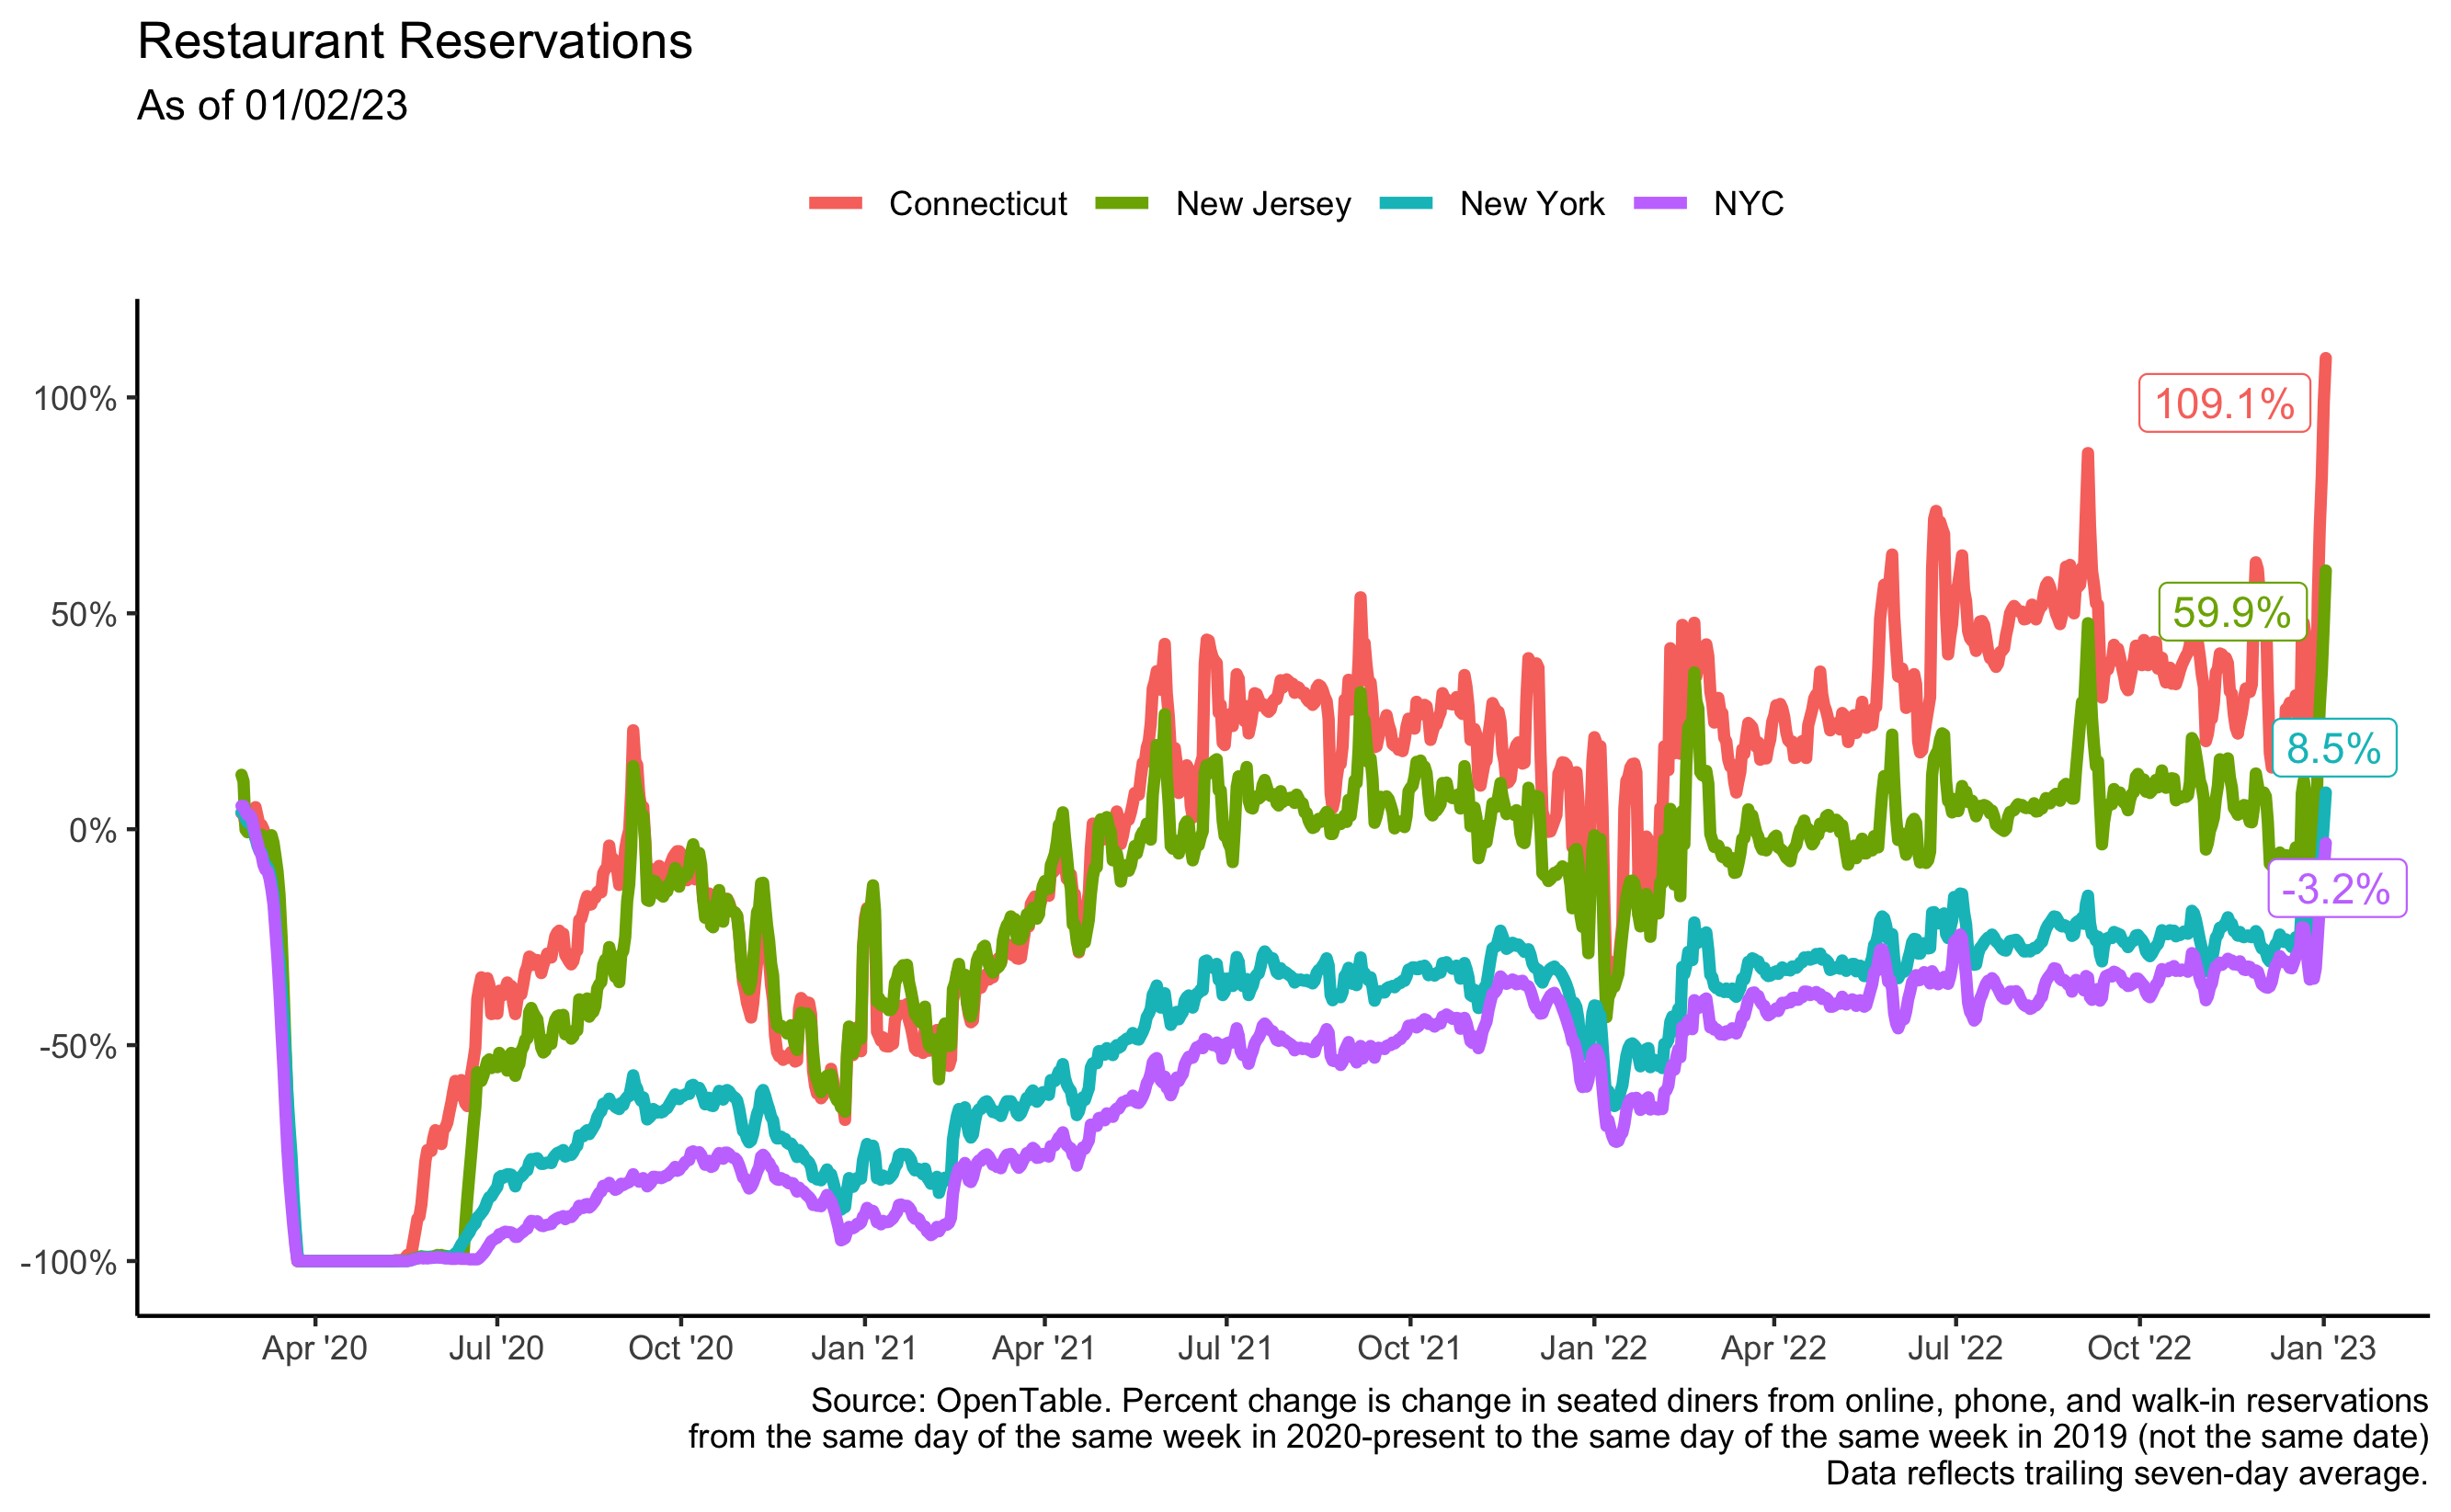 Restaurant Reservations
As of 01/02/23
Connecticut New Jersey New York NYC
100%
50%
0%
-50%
-100%
109.1%
59.9%
8.5%
-3.2%
Apr '20 Jul '20 Oct '20 Jan '21 Apr '21 Jul '21 Oct '21 Jan '22 Apr '22 Jul '22 Oct '22 Jan '23
Source: OpenTable. Percent change is change in seated diners from online, phone, and walk-in reservations
from the same day of the same week in 2020-present to the same day of the same week in 2019 (not the same date)
Data reflects trailing seven-day average.